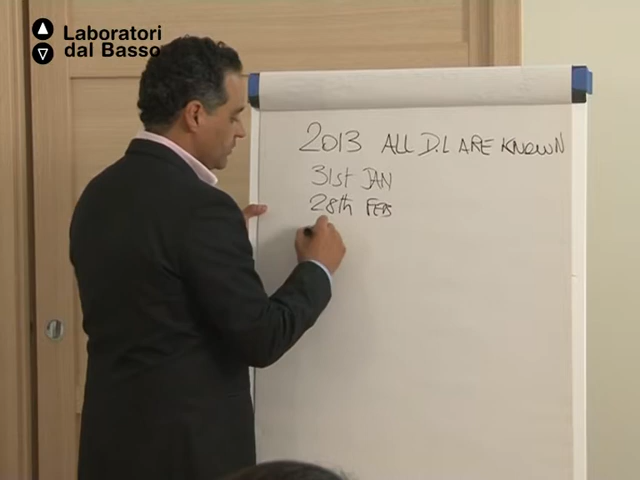 Laboratori
dal Basso
2013 ALL D.L ARE KNOWN
31st JAN
28th FEB